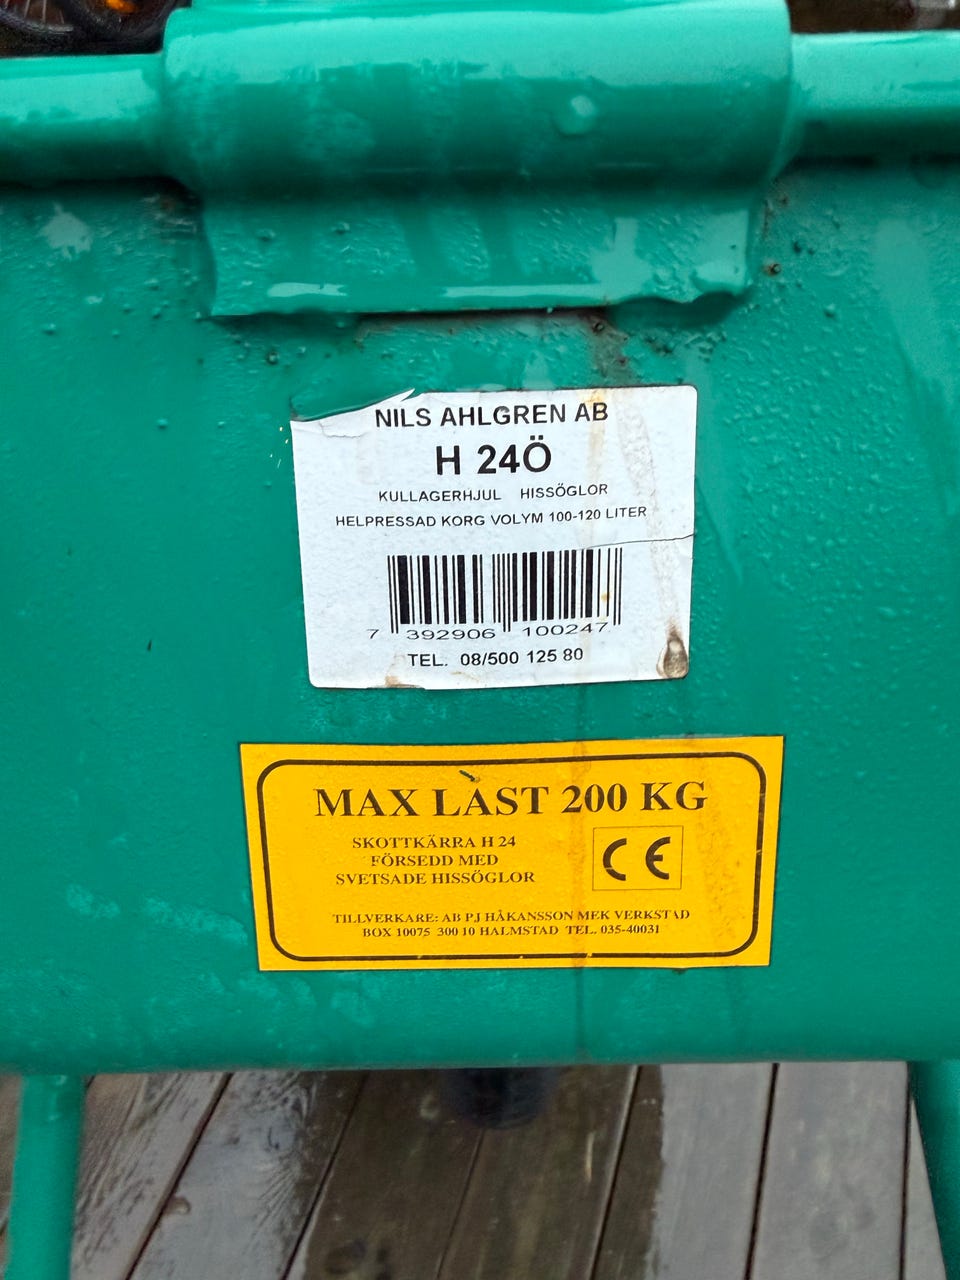 NILS AHLGREN AB
H 24Ö
KULLAGERHJUL HISSÖGLOR
HELPRESSAD KORG VOLYM 100-120 LITER
7 392906 100247
TEL. 08/500 125 80
MAX LAST 200 KG
SKOTTKÄRRA H 24
FÖRSEDD MED
SVETSADE HISSÖGLOR
CE
TILLVERKARE: AB PJ HÅKANSSON MEK VERKSTAD
BOX 10075 300 10 HALMSTAD TEL. 035-40031